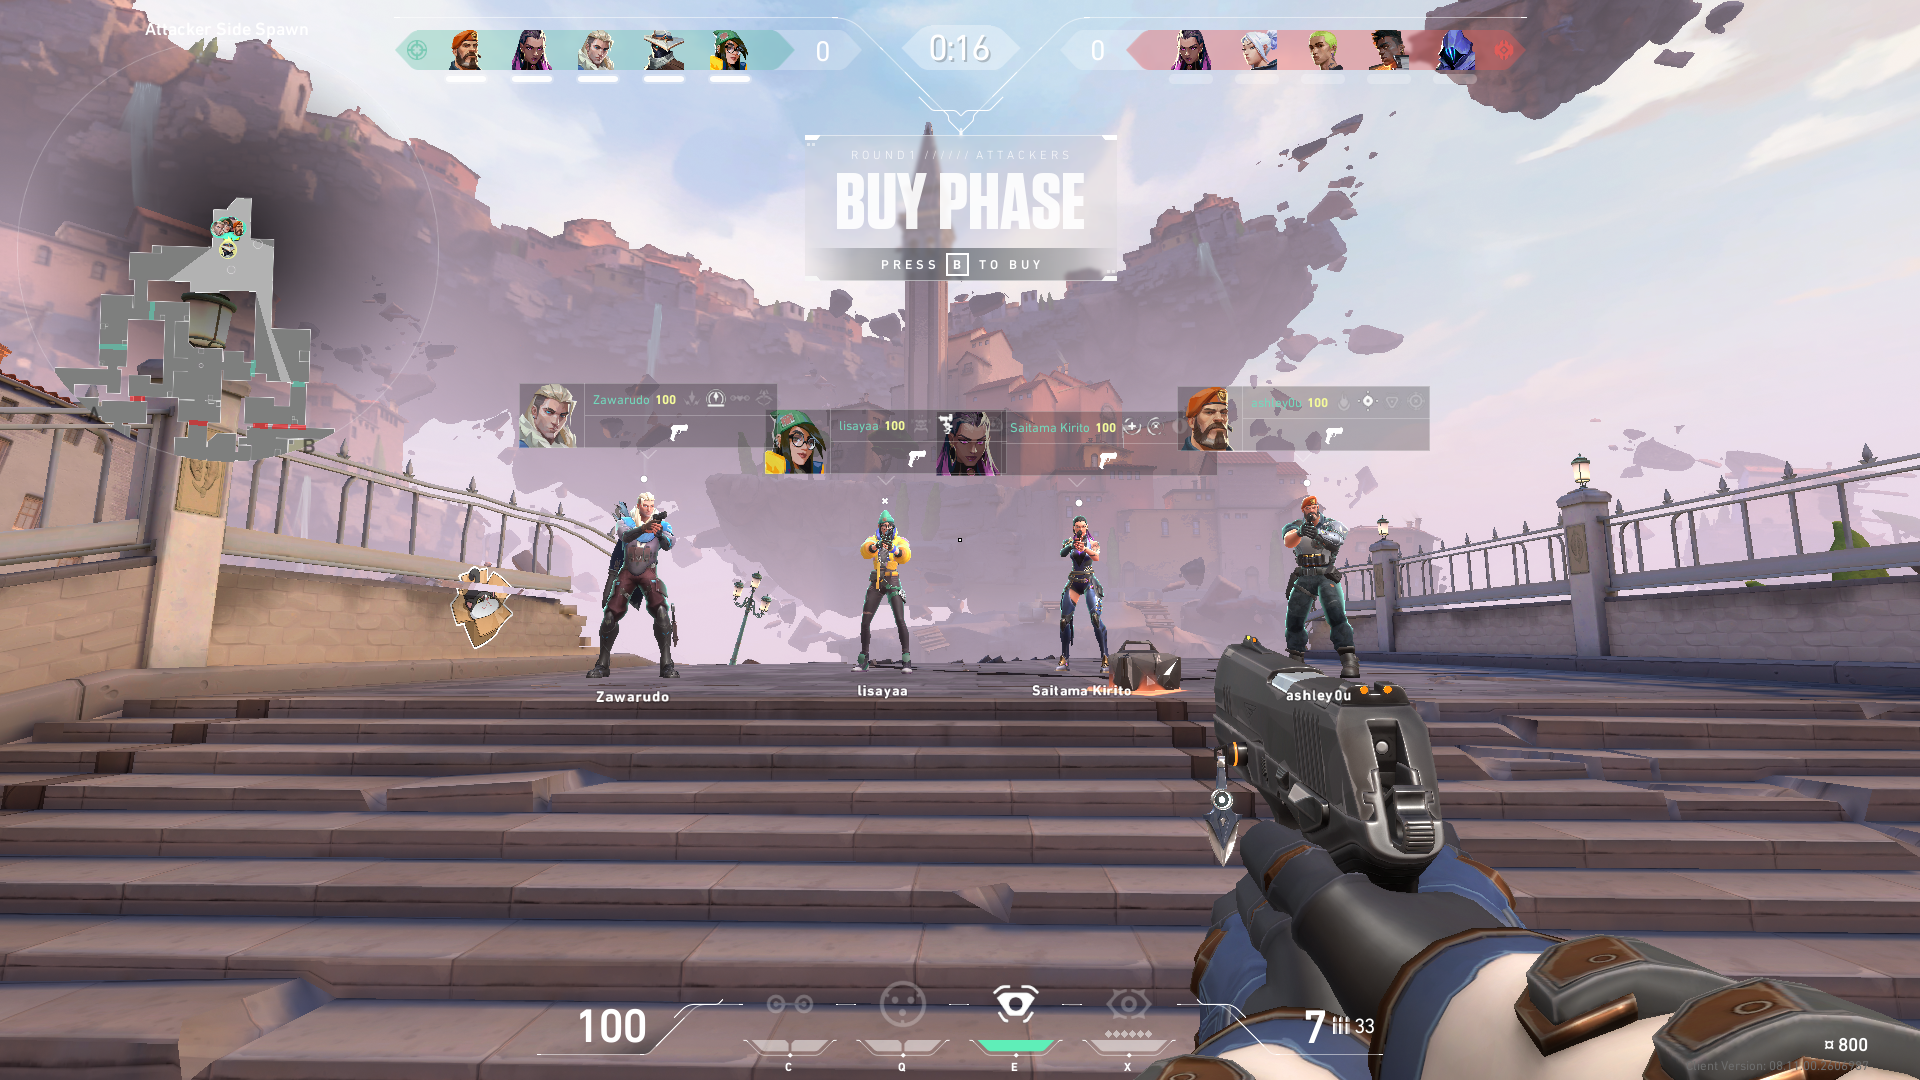 Attacker Side Spawn
0
0:16
0
ROUND 1 ////// ATTACKERS
BUY PHASE
PRESS B TO BUY
Zawarudo 100
lisayaa 100
Saitama Kirito 100
ashley0u 100
B
Zawarudo
lisayaa
Saitama Kirito
ashley0u
100
7 33
C
Q
E
X
¤ 800